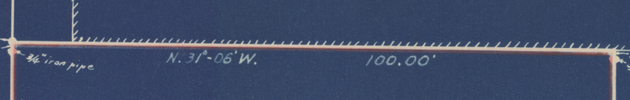 N. 31°-06' W. 100.00'
3/4" iron pipe